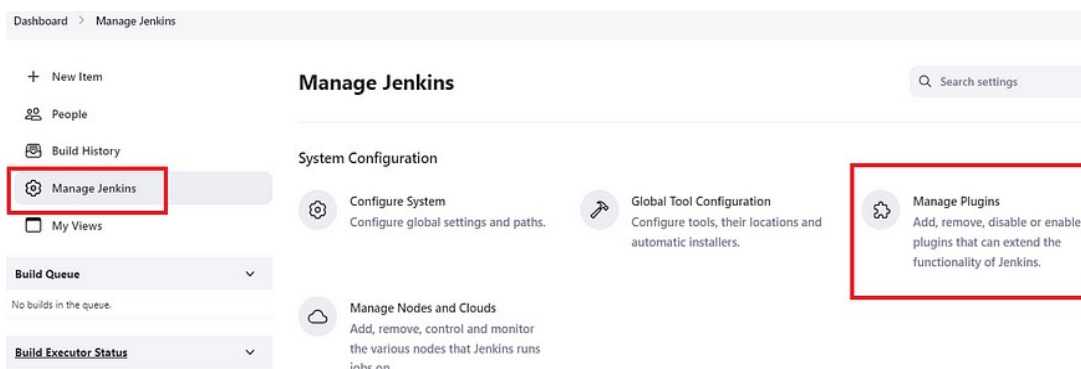 Dashboard > Manage Jenkins
New Item
People
Build History
Manage Jenkins
My Views
Build Queue
No builds in the queue.
Build Executor Status
Manage Jenkins
Search settings
System Configuration
Configure System
Configure global settings and paths.
Global Tool Configuration
Configure tools, their locations and
automatic installers.
Manage Plugins
Add, remove, disable or enable
plugins that can extend the
functionality of Jenkins.
Manage Nodes and Clouds
Add, remove, control and monitor
the various nodes that Jenkins runs
jobs on.